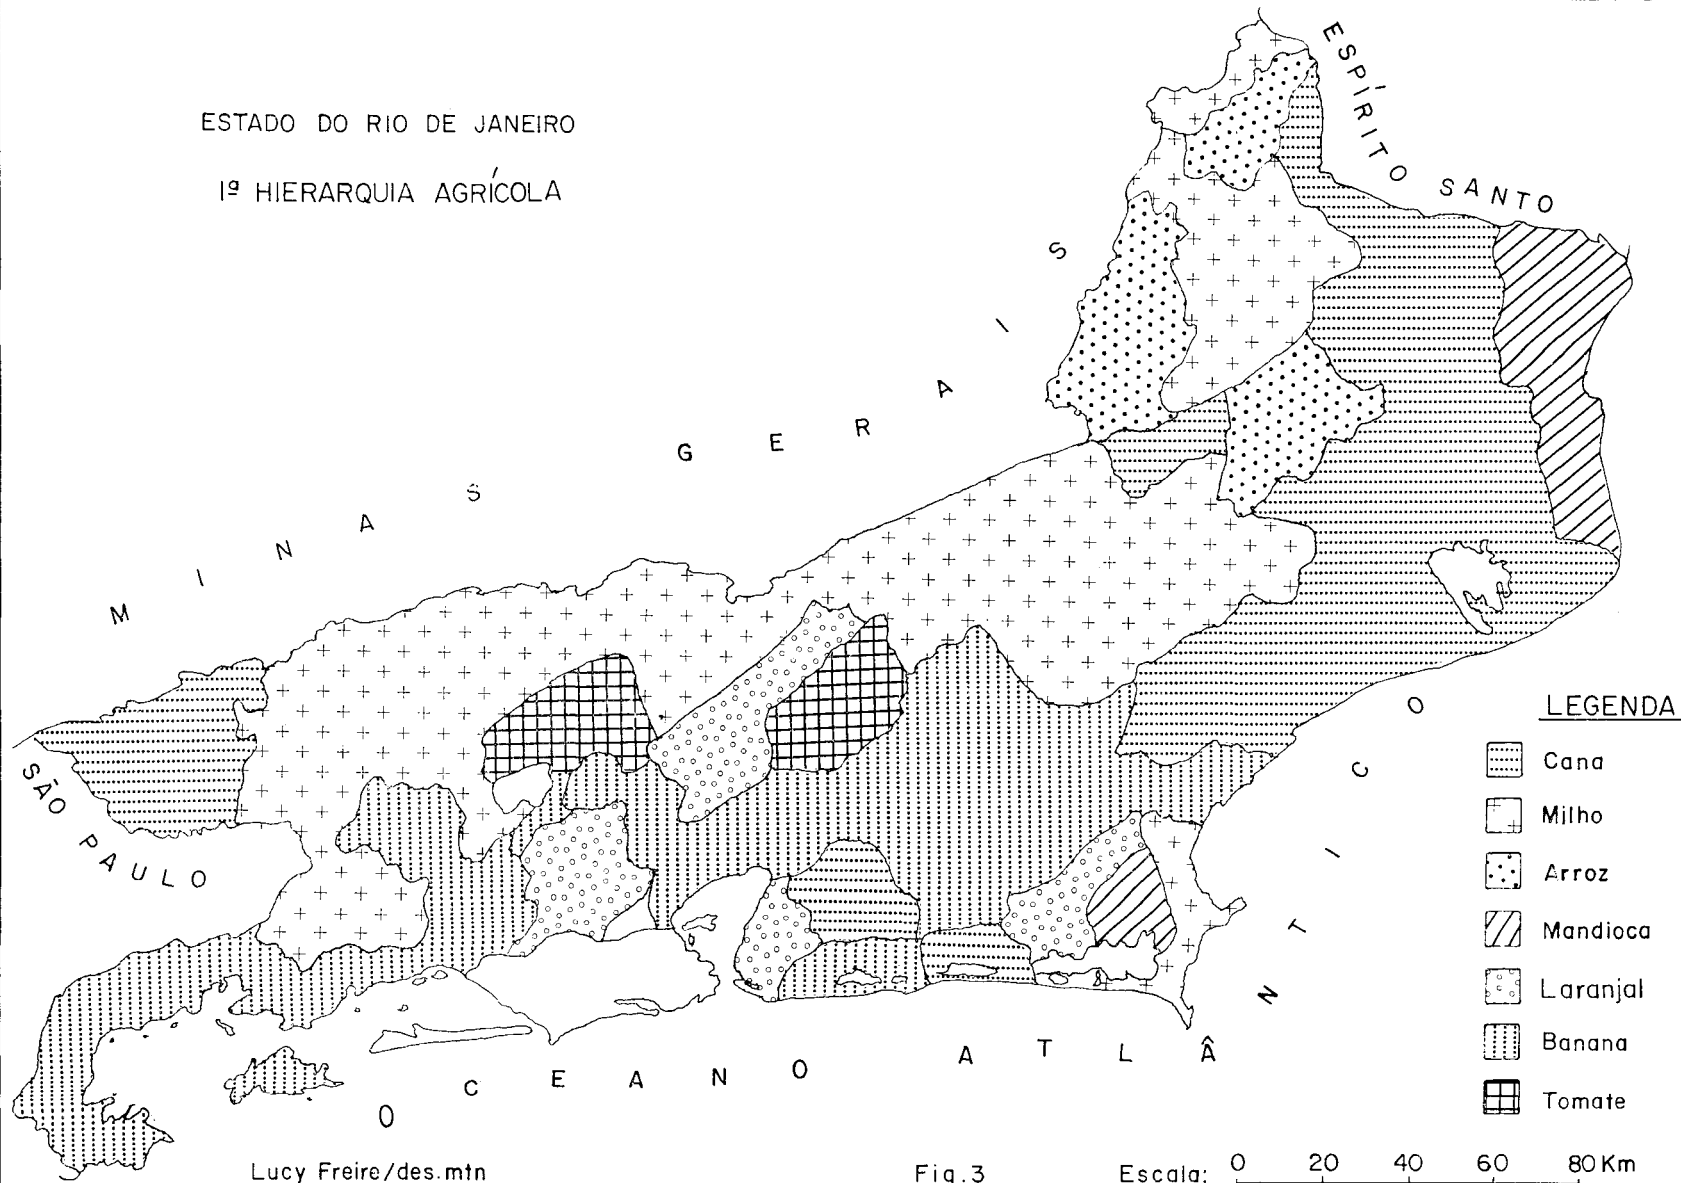 ESTADO DO RIO DE JANEIRO
1ª HIERARQUIA AGRÍCOLA
ESPÍRITO SANTO
MINAS GERAIS
SÃO PAULO
OCEANO ATLÂNTICO
LEGENDA
Cana
Milho
Arroz
Mandioca
Laranjal
Banana
Tomate
Lucy Freire/des.mtn
Fig.3
Escala: 0 20 40 60 80 Km